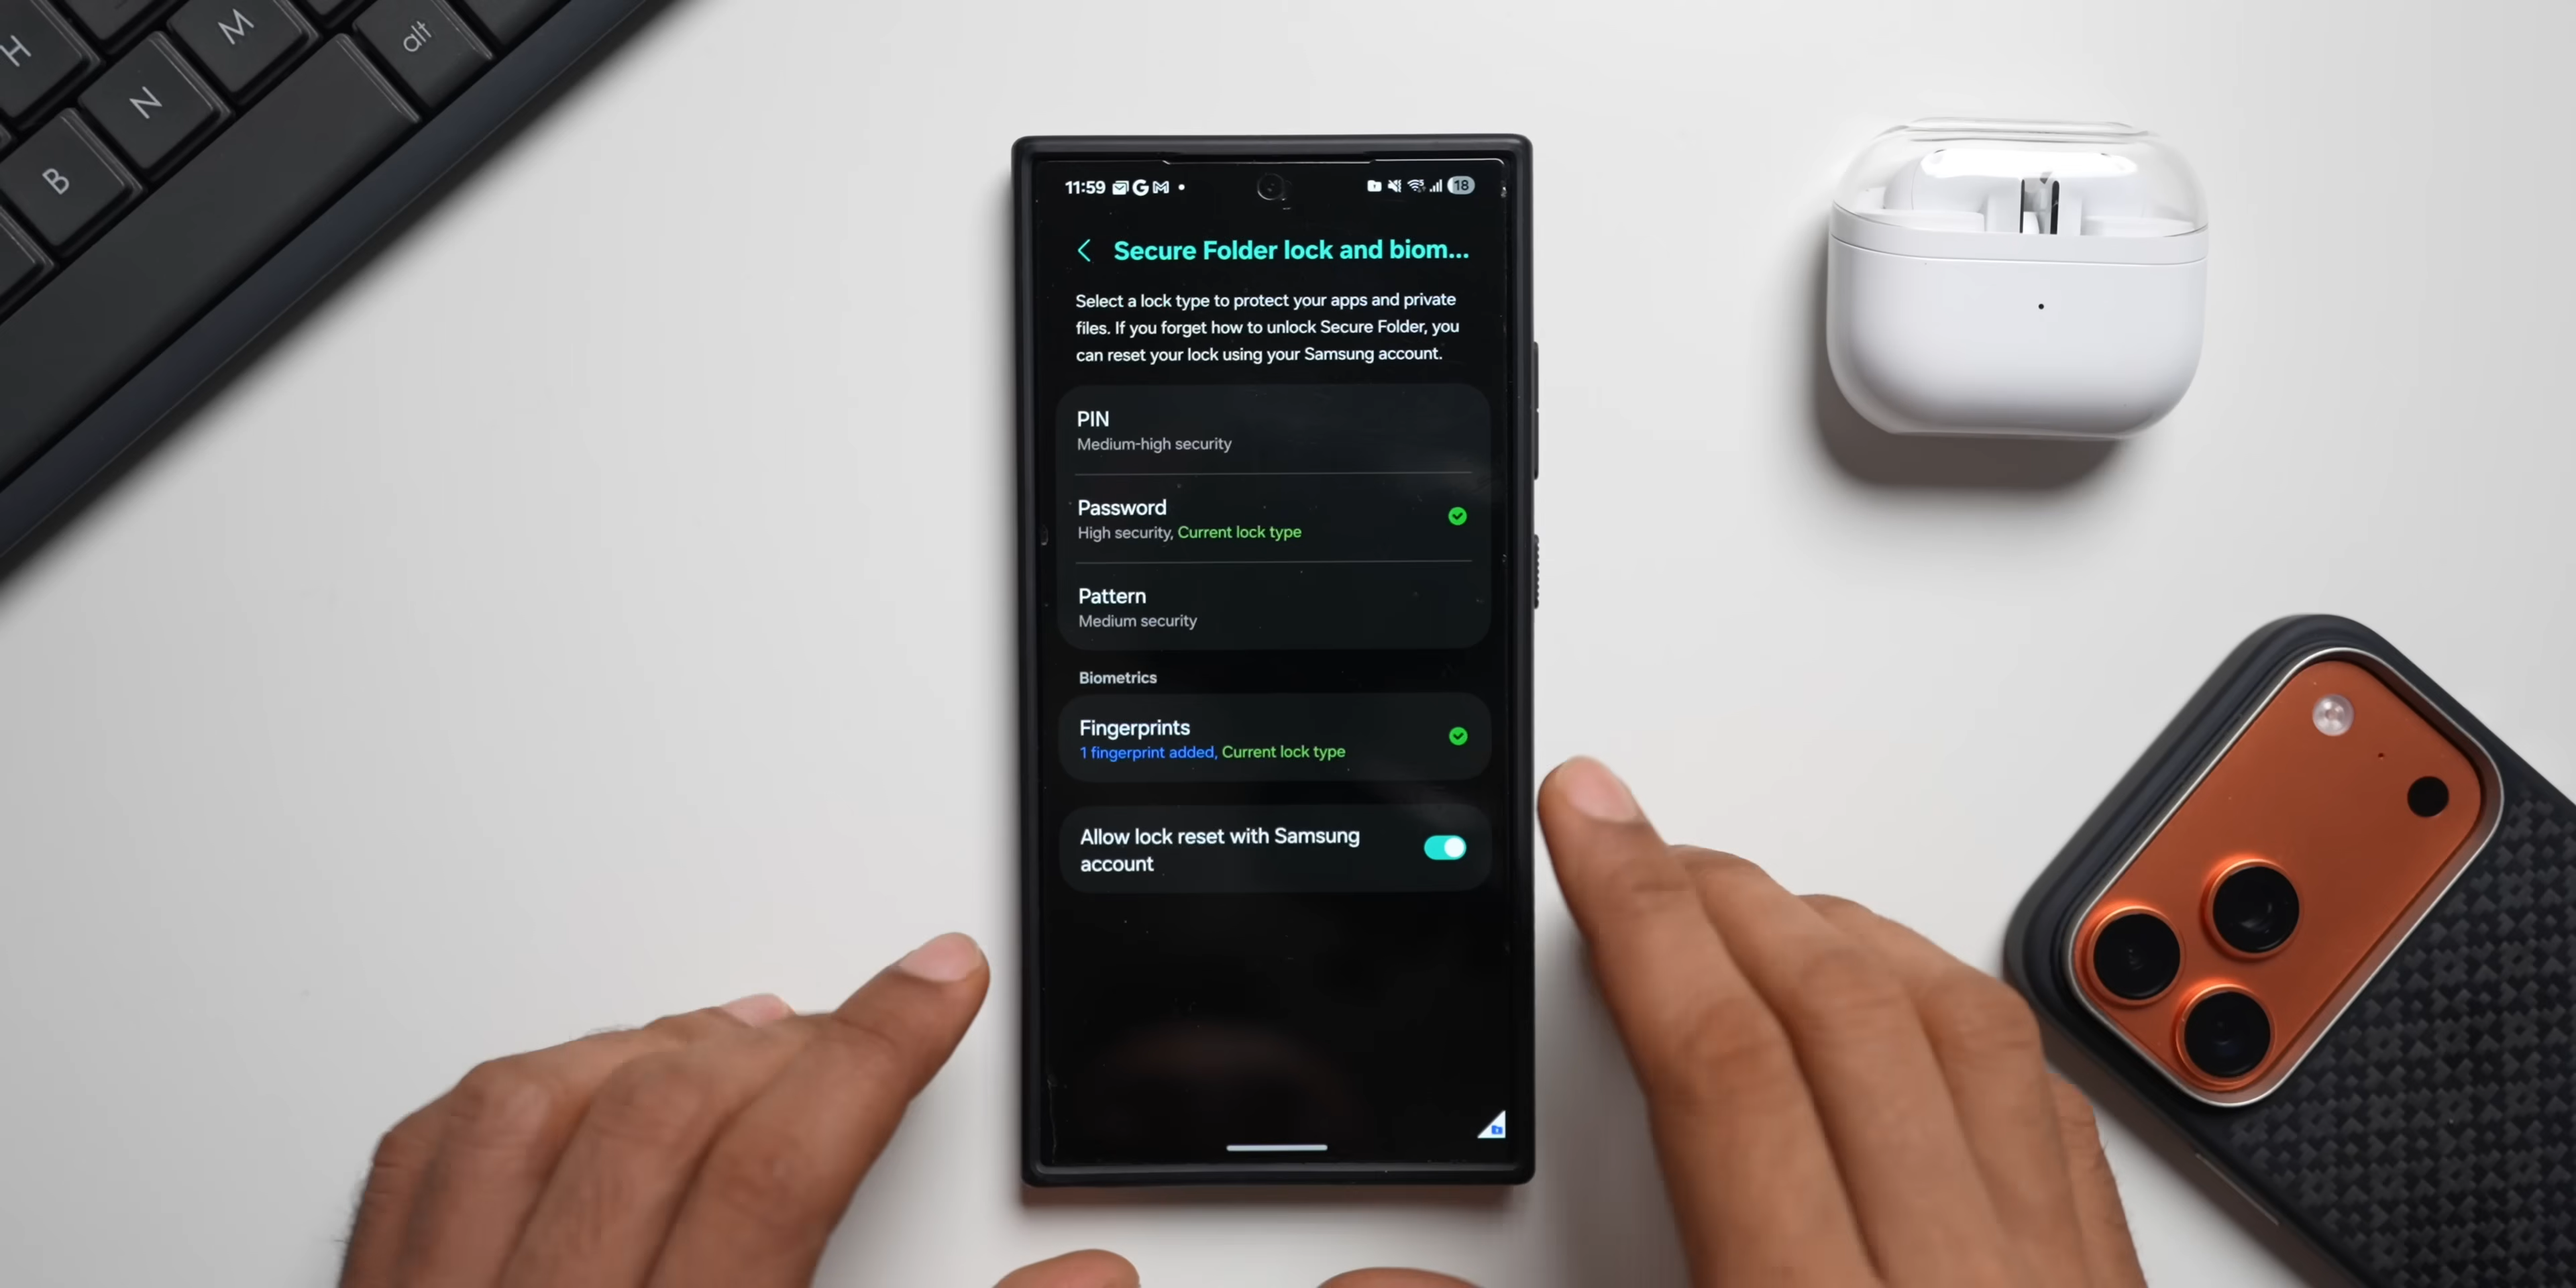 H
M
alt
N
B
11:59
18
Secure Folder lock and biom...
Select a lock type to protect your apps and private
files. If you forget how to unlock Secure Folder, you
can reset your lock using your Samsung account.
PIN
Medium-high security
Password
High security, Current lock type
Pattern
Medium security
Biometrics
Fingerprints
1 fingerprint added, Current lock type
Allow lock reset with Samsung
account